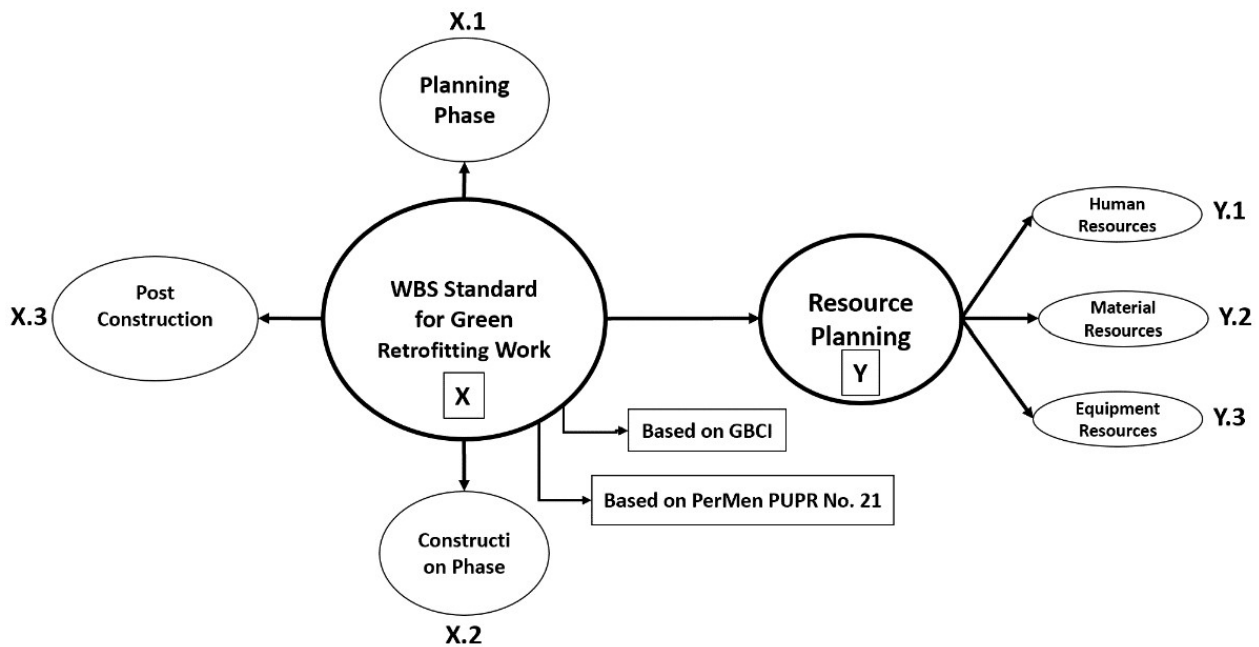 X.1
Planning
Phase
X.3
Post
Construction
WBS Standard
for Green
Retrofitting Work
X
Resource
Planning
Y
Human
Resources
Y.1
Material
Resources
Y.2
Equipment
Resources
Y.3
Based on GBCI
Based on PerMen PUPR No. 21
Constructi
on Phase
X.2